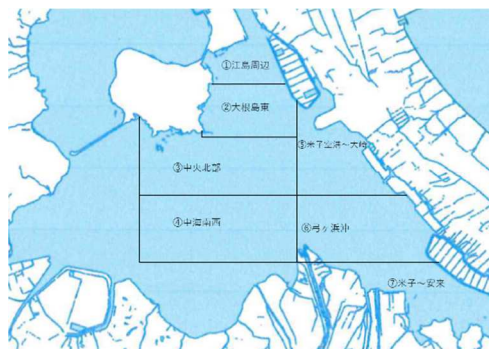 ①江島周辺
②大根島東
⑤米子空港～大崎
③中央北部
④中海南西
⑥弓ヶ浜沖
⑦米子～安来